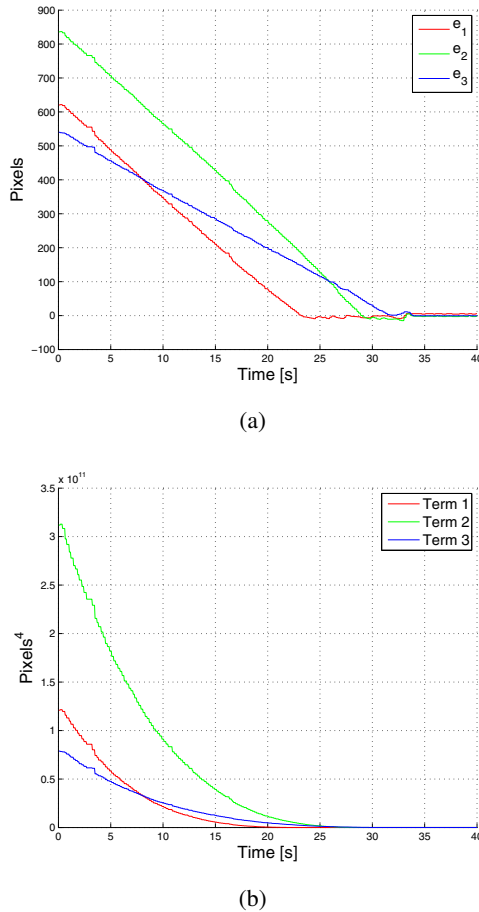 900
800
700
600
500
400
300
200
100
0
−100
Pixels
0 5 10 15 20 25 30 35 40
Time [s]
e1
e2
e3
(a)
x 10^11
3.5
3
2.5
2
1.5
1
0.5
0
Pixels^4
0 5 10 15 20 25 30 35 40
Time [s]
Term 1
Term 2
Term 3
(b)